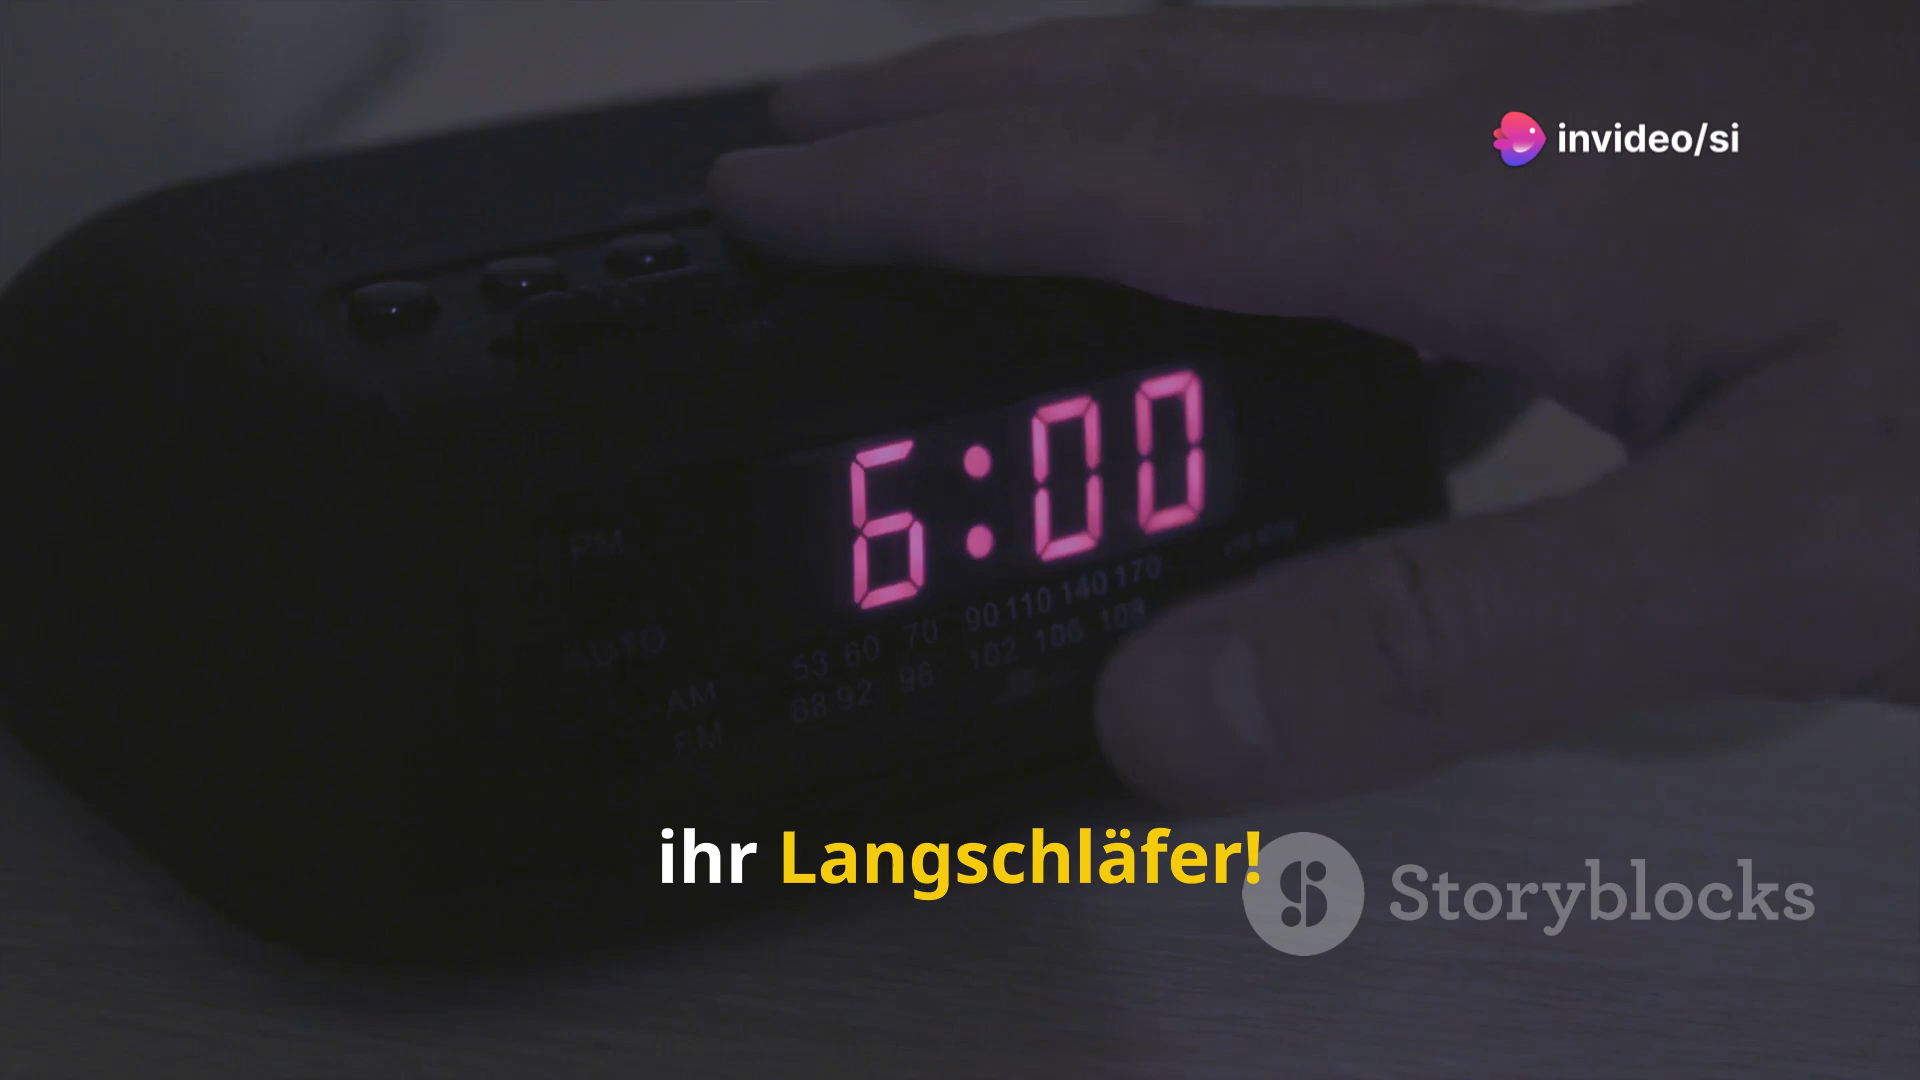 invideo/si
6:00
PM
AUTO
53 60 70 90 110 140 170
AM
88 92 96 102 106 108
FM
ihr Langschläfer!
Storyblocks